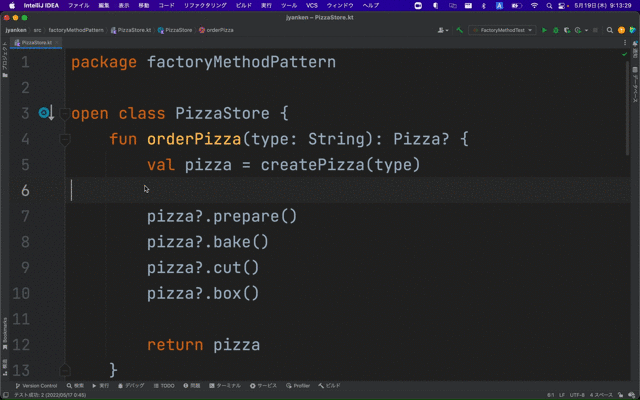 IntelliJ IDEA ファイル 編集 表示 移動 コード リファクタリング ビルド 実行 ツール VCS ウィンドウ ヘルプ 5月19日(木) 9:13:29
jyanken – PizzaStore.kt
jyanken src factoryMethodPattern PizzaStore.kt PizzaStore orderPizza FactoryMethodTest
PizzaStore.kt
1 package factoryMethodPattern
2
3 open class PizzaStore {
4 fun orderPizza(type: String): Pizza? {
5 val pizza = createPizza(type)
6
7 pizza?.prepare()
8 pizza?.bake()
9 pizza?.cut()
10 pizza?.box()
11
12 return pizza
13 }
プロジェクト
Bookmarks
構造
通知
データベース
Version Control 検索 実行 デバッグ TODO 問題 ターミナル サービス Profiler ビルド
テスト成功: 2 (2022/05/17 0:45) 6:1 LF UTF-8 4 スペース